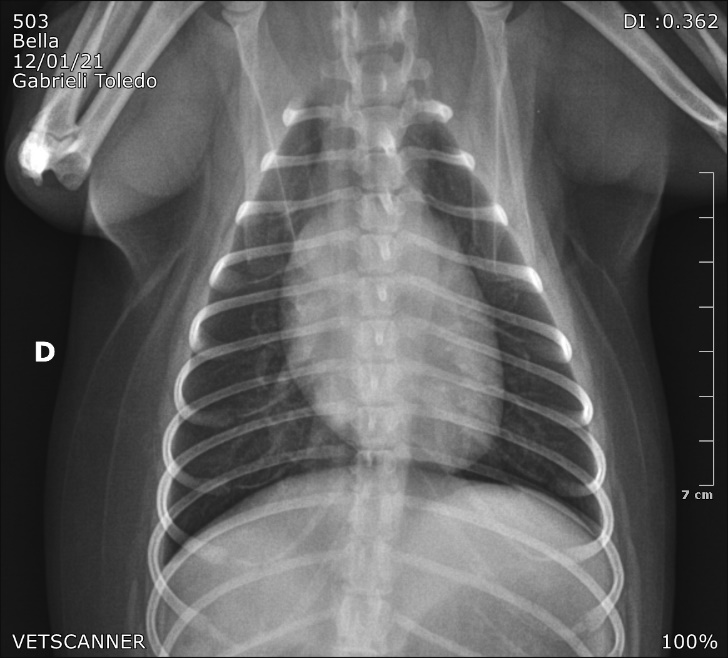 503
Bella
12/01/21
Gabrieli Toledo
DI :0.362
D
7 cm
VETSCANNER
100%